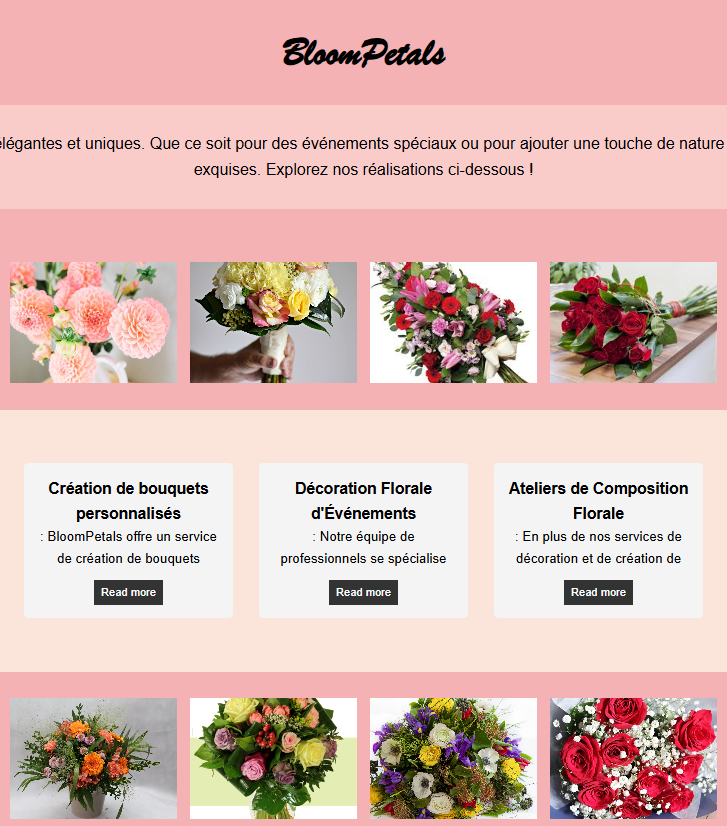 BloomPetals
élégantes et uniques. Que ce soit pour des événements spéciaux ou pour ajouter une touche de nature
exquises. Explorez nos réalisations ci-dessous !
Création de bouquets
personnalisés
: BloomPetals offre un service
de création de bouquets
Read more
Décoration Florale
d'Événements
: Notre équipe de
professionnels se spécialise
Read more
Ateliers de Composition
Florale
: En plus de nos services de
décoration et de création de
Read more